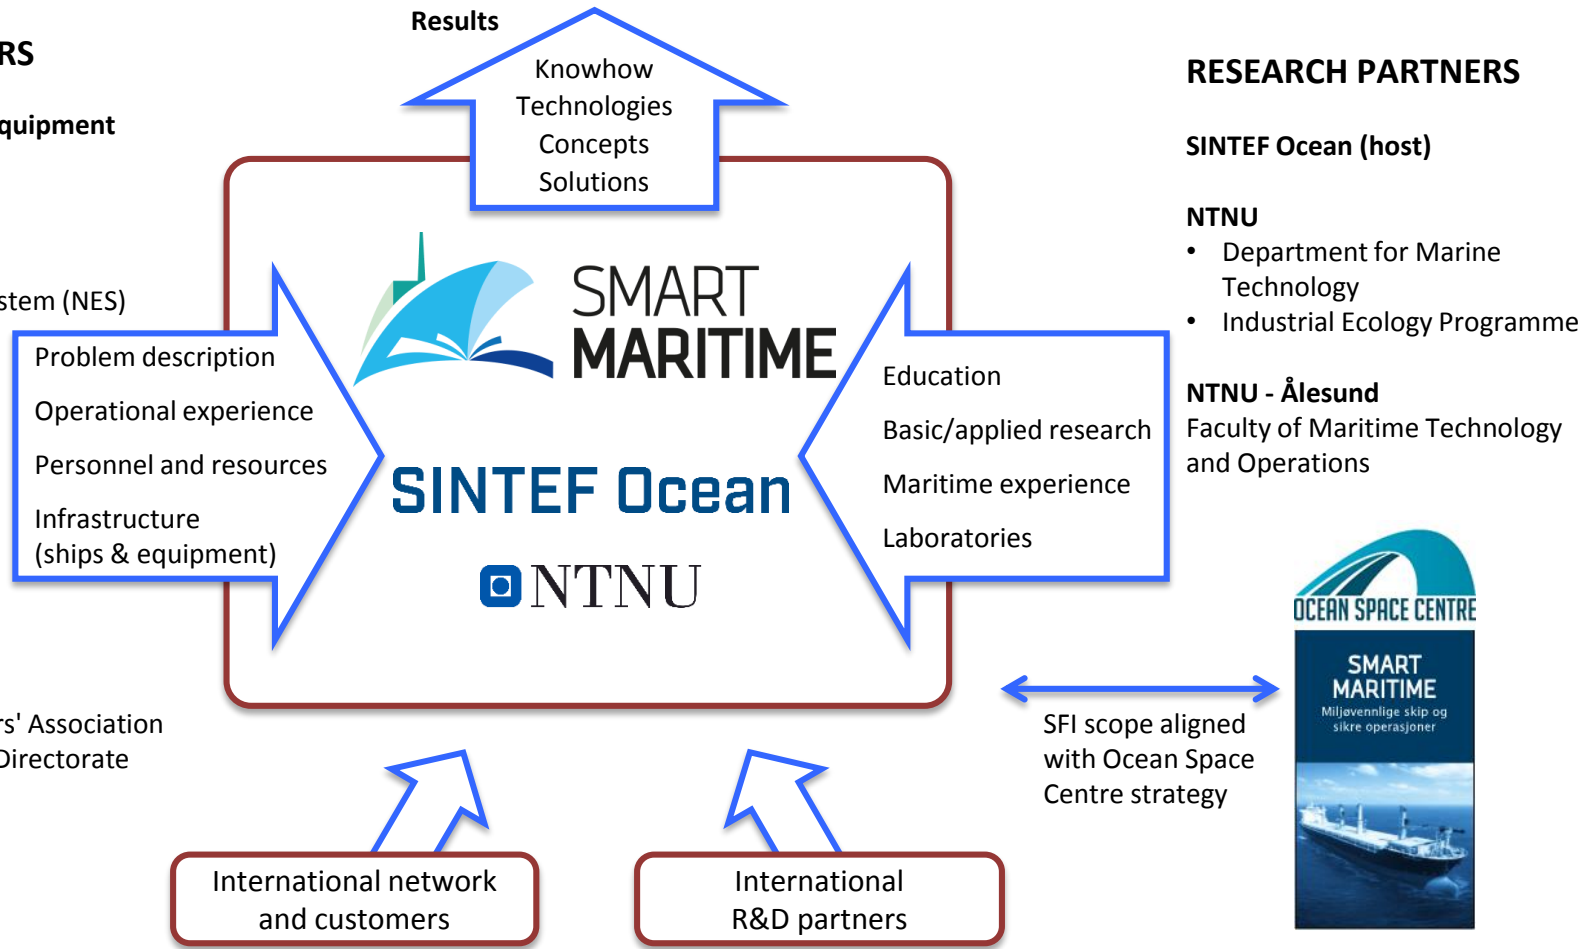 Results
RS
quipment
stem (NES)
rs' Association
Directorate
Knowhow
Technologies
Concepts
Solutions
Problem description
Operational experience
Personnel and resources
Infrastructure
(ships & equipment)
SMART
MARITIME
SINTEF Ocean
NTNU
Education
Basic/applied research
Maritime experience
Laboratories
RESEARCH PARTNERS
SINTEF Ocean (host)
NTNU
• Department for Marine
Technology
• Industrial Ecology Programme
NTNU - Ålesund
Faculty of Maritime Technology
and Operations
OCEAN SPACE CENTRE
SMART
MARITIME
Miljøvennlige skip og
sikre operasjoner
SFI scope aligned
with Ocean Space
Centre strategy
International network
and customers
International
R&D partners